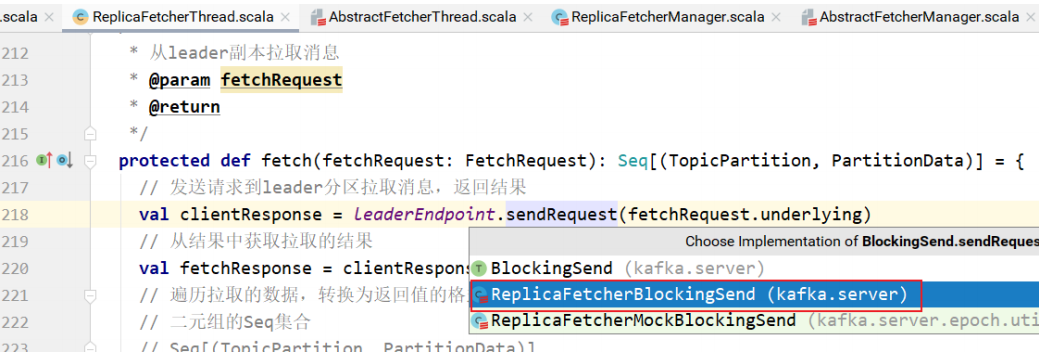 .scala × ReplicaFetcherThread.scala × AbstractFetcherThread.scala × ReplicaFetcherManager.scala × AbstractFetcherManager.scala ×
212 * 从leader副本拉取消息
213 * @param fetchRequest
214 * @return
215 */
216 protected def fetch(fetchRequest: FetchRequest): Seq[(TopicPartition, PartitionData)] = {
217 // 发送请求到leader分区拉取消息，返回结果
218 val clientResponse = leaderEndpoint.sendRequest(fetchRequest.underlying)
219 // 从结果中获取拉取的结果
Choose Implementation of BlockingSend.sendReques
220 val fetchResponse = clientRespon
BlockingSend (kafka.server)
221 // 遍历拉取的数据，转换为返回值的格
ReplicaFetcherBlockingSend (kafka.server)
222 // 二元组的Seq集合
ReplicaFetcherMockBlockingSend (kafka.server.epoch.uti
223 // Seq[(TopicPartition, PartitionData)]